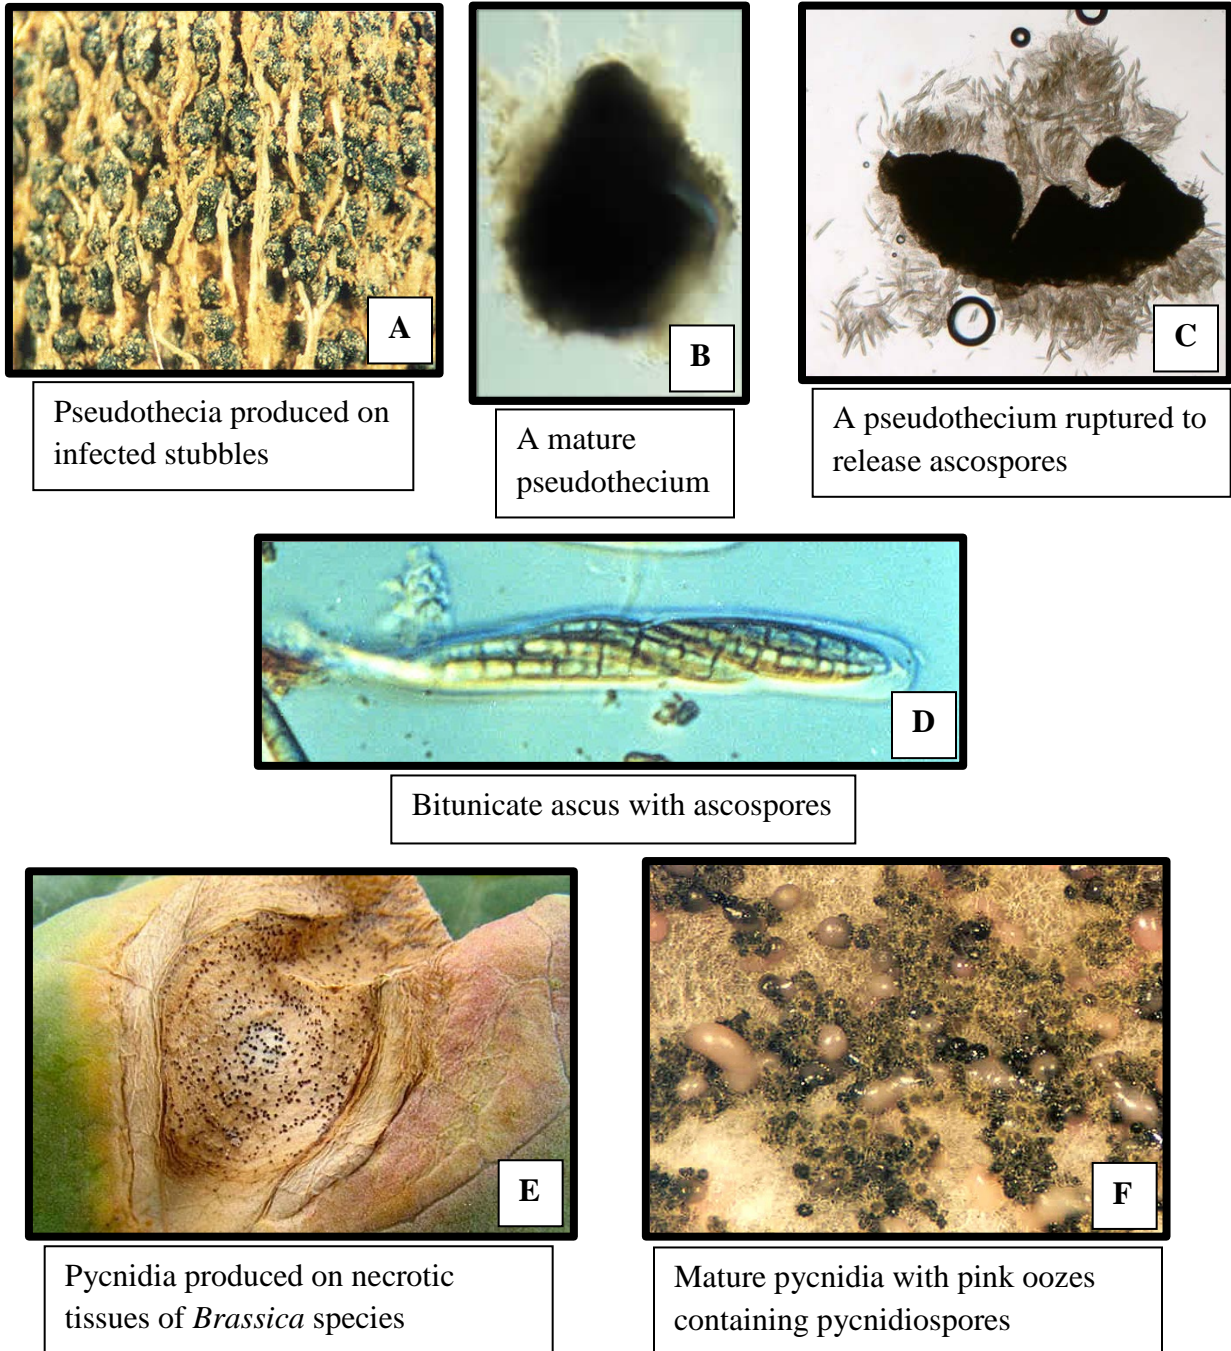 A
B
C
Pseudothecia produced on
infected stubbles
A mature
pseudothecium
A pseudothecium ruptured to
release ascospores
D
Bitunicate ascus with ascospores
E
F
Pycnidia produced on necrotic
tissues of Brassica species
Mature pycnidia with pink oozes
containing pycnidiospores